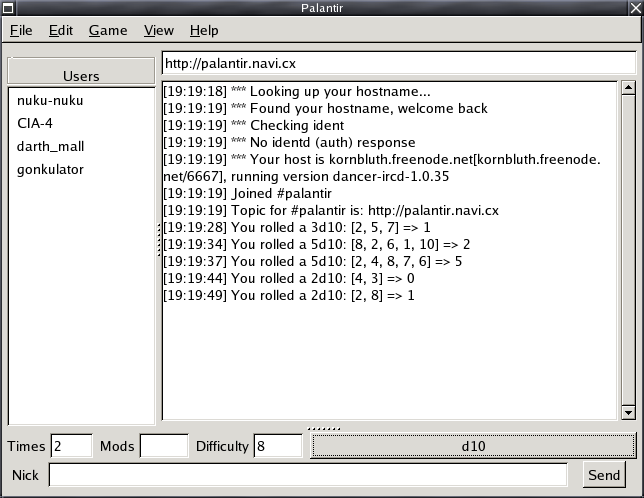 Palantir
File Edit Game View Help
Users
nuku-nuku
CIA-4
darth_mall
gonkulator
http://palantir.navi.cx
[19:19:18] *** Looking up your hostname...
[19:19:19] *** Found your hostname, welcome back
[19:19:19] *** Checking ident
[19:19:19] *** No identd (auth) response
[19:19:19] *** Your host is kornbluth.freenode.net[kornbluth.freenode.
net/6667], running version dancer-ircd-1.0.35
[19:19:19] Joined #palantir
[19:19:19] Topic for #palantir is: http://palantir.navi.cx
[19:19:28] You rolled a 3d10: [2, 5, 7] => 1
[19:19:34] You rolled a 5d10: [8, 2, 6, 1, 10] => 2
[19:19:37] You rolled a 5d10: [2, 4, 8, 7, 6] => 5
[19:19:44] You rolled a 2d10: [4, 3] => 0
[19:19:49] You rolled a 2d10: [2, 8] => 1
Times 2 Mods Difficulty 8 d10
Nick Send